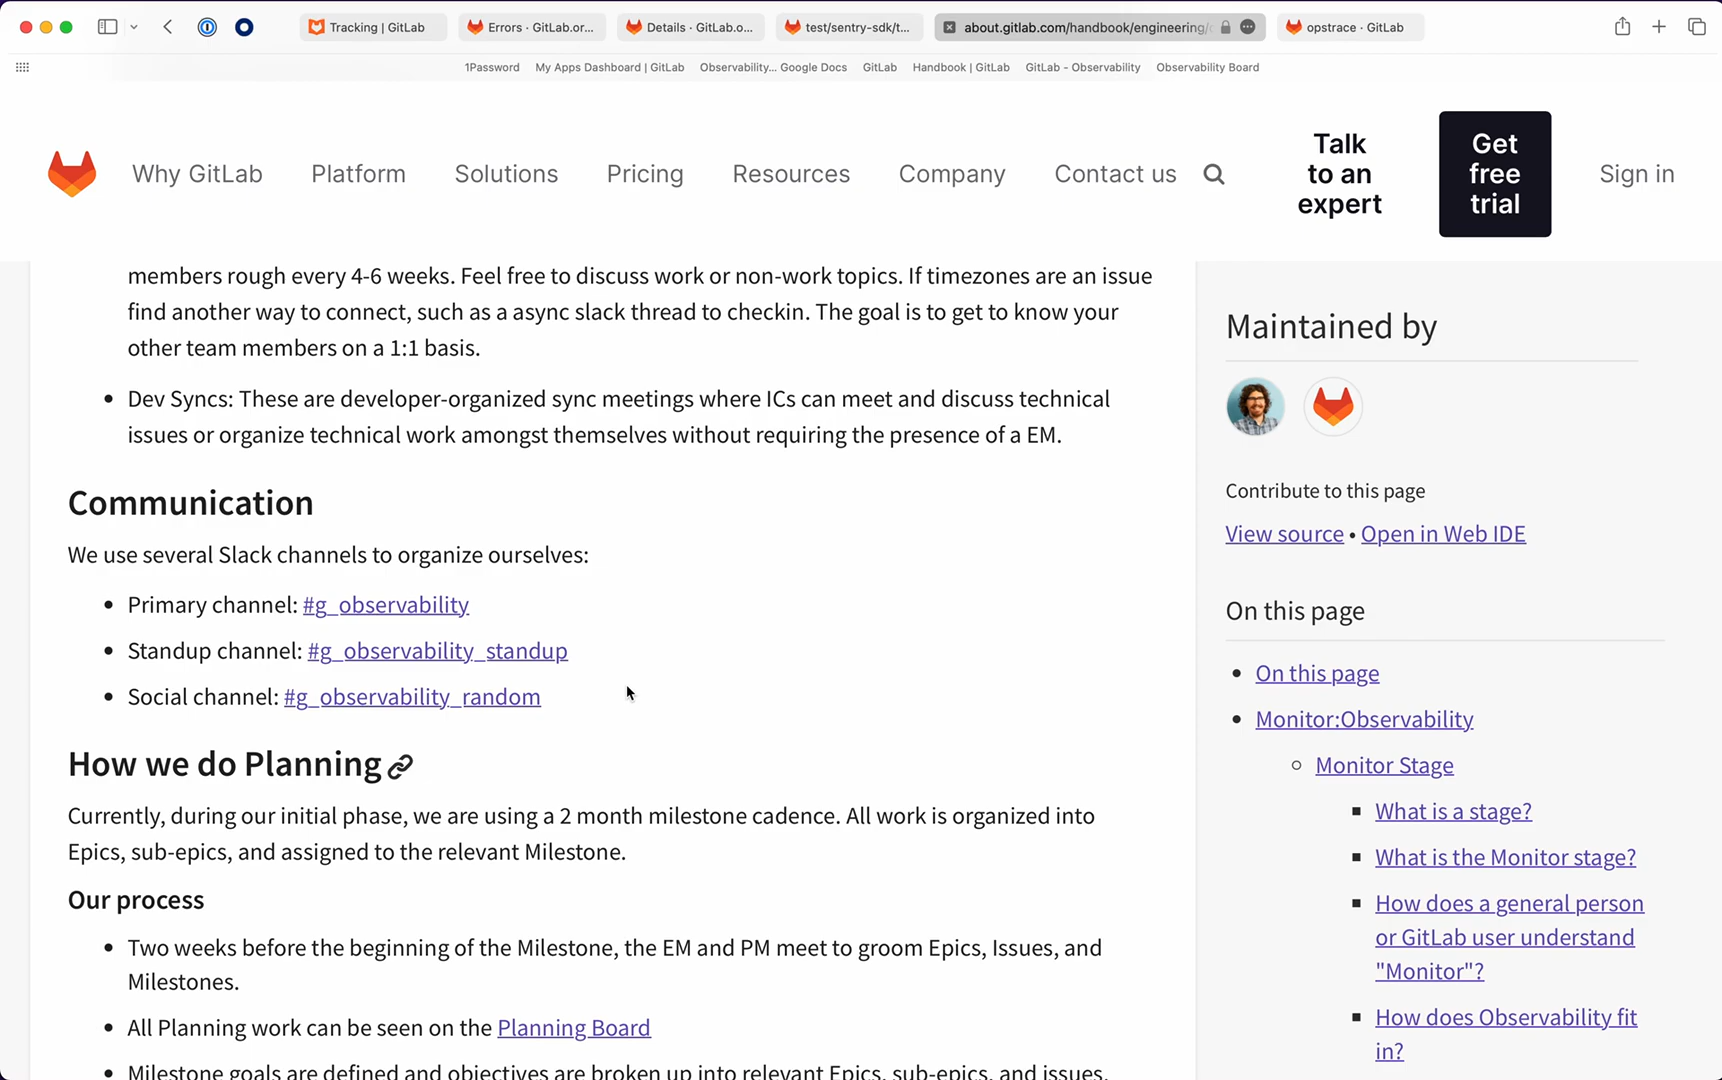 Tracking | GitLab
Errors · GitLab.or...
Details · GitLab.o...
test/sentry-sdk/t...
about.gitlab.com/handbook/engineering/
opstrace · GitLab
1Password
My Apps Dashboard | GitLab
Observability... Google Docs
GitLab
Handbook | GitLab
GitLab - Observability
Observability Board
Why GitLab
Platform
Solutions
Pricing
Resources
Company
Contact us
Talk
to an
expert
Get
free
trial
Sign in
members rough every 4-6 weeks. Feel free to discuss work or non-work topics. If timezones are an issue
find another way to connect, such as a async slack thread to checkin. The goal is to get to know your
other team members on a 1:1 basis.
• Dev Syncs: These are developer-organized sync meetings where ICs can meet and discuss technical
issues or organize technical work amongst themselves without requiring the presence of a EM.
Communication
We use several Slack channels to organize ourselves:
• Primary channel: #g_observability
• Standup channel: #g_observability_standup
• Social channel: #g_observability_random
How we do Planning
Currently, during our initial phase, we are using a 2 month milestone cadence. All work is organized into
Epics, sub-epics, and assigned to the relevant Milestone.
Our process
• Two weeks before the beginning of the Milestone, the EM and PM meet to groom Epics, Issues, and
Milestones.
• All Planning work can be seen on the Planning Board
• Milestone goals are defined and objectives are broken up into relevant Epics, sub-epics, and issues.
Maintained by
Contribute to this page
View source • Open in Web IDE
On this page
• On this page
• Monitor:Observability
○ Monitor Stage
▪ What is a stage?
▪ What is the Monitor stage?
▪ How does a general person
or GitLab user understand
"Monitor"?
▪ How does Observability fit
in?